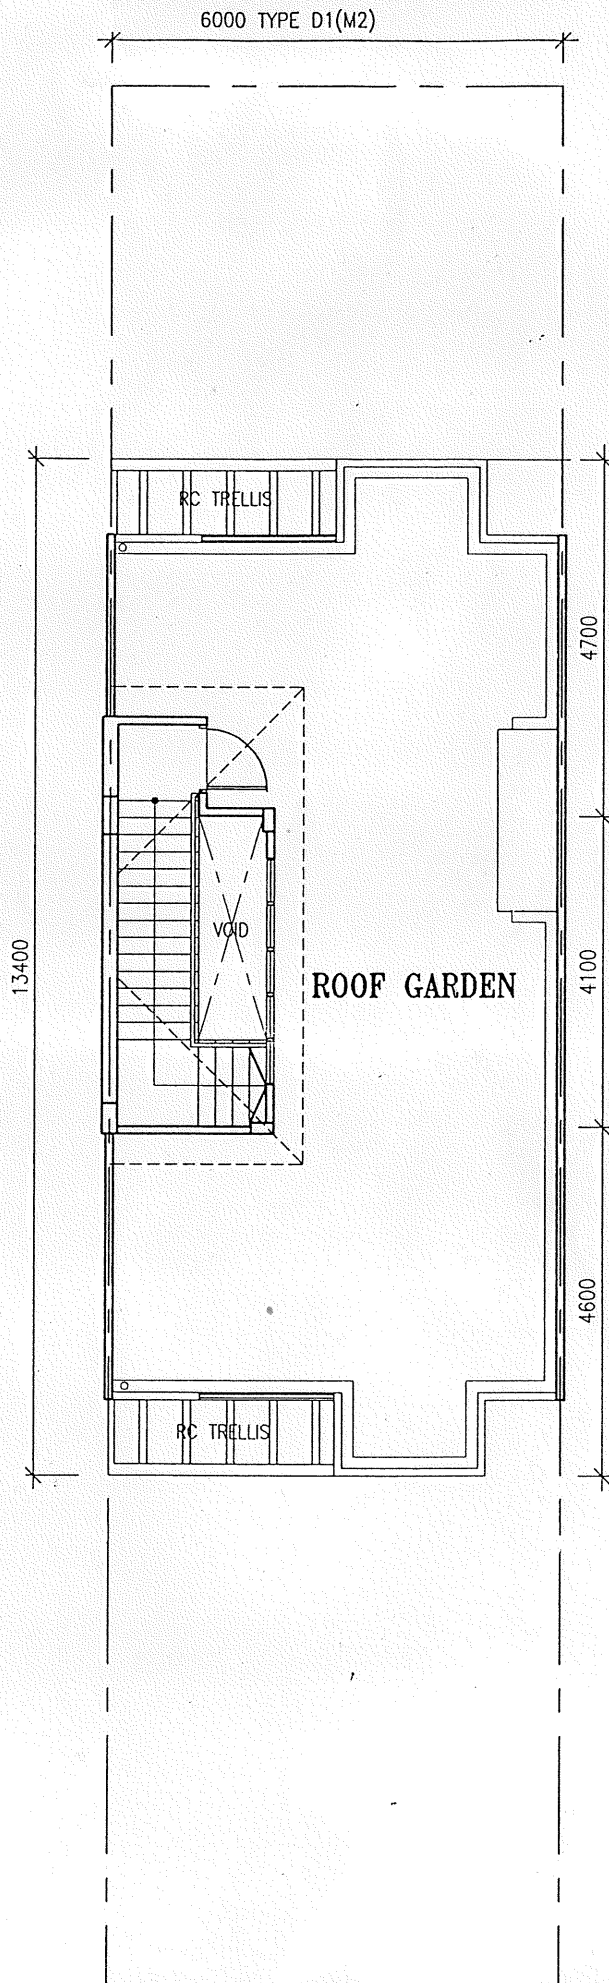 6000 TYPE D1(M2)
RC TRELLIS
4700
VOID
13400
ROOF GARDEN
4100
4600
RC TRELLIS